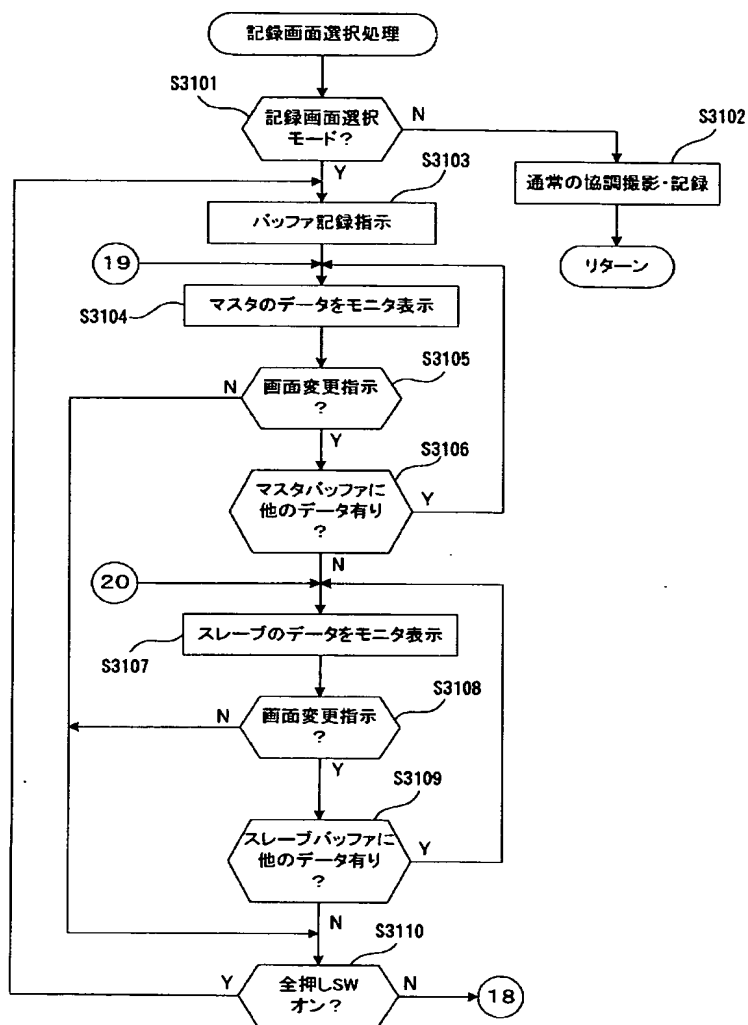 記録画面選択処理
S3101
記録画面選択
モード?
N
S3102
Y
S3103
通常の協調撮影・記録
バッファ記録指示
19
リターン
マスタのデータをモニタ表示
S3104
S3105
N
画面変更指示
?
Y
S3106
マスタバッファに
他のデータ有り
?
Y
N
20
スレーブのデータをモニタ表示
S3107
S3108
N
画面変更指示
?
Y
S3109
スレーブバッファに
他のデータ有り
?
Y
N
S3110
Y
全押しSW
オン?
N
18